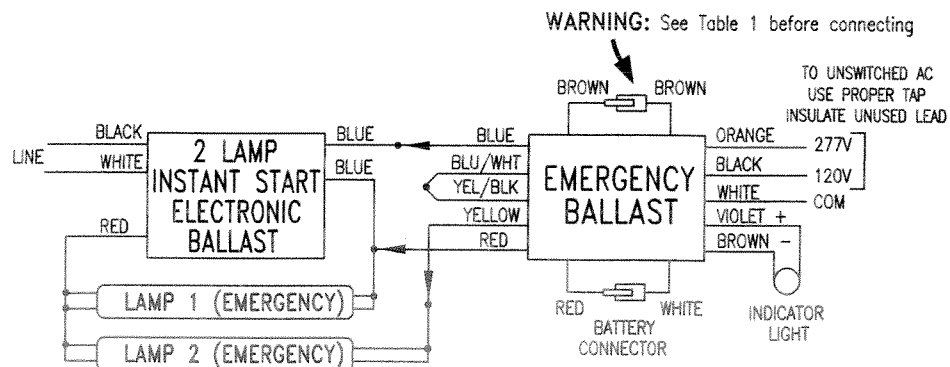 WARNING: See Table 1 before connecting
BROWN BROWN
TO UNSWITCHED AC
USE PROPER TAP
INSULATE UNUSED LEAD
LINE
BLACK
WHITE
RED
2 LAMP
INSTANT START
ELECTRONIC
BALLAST
BLUE
BLUE
BLUE
BLU/WHT
YEL/BLK
YELLOW
RED
EMERGENCY
BALLAST
ORANGE 277V
BLACK 120V
WHITE COM
VIOLET +
BROWN -
LAMP 1 (EMERGENCY)
LAMP 2 (EMERGENCY)
RED WHITE
BATTERY
CONNECTOR
INDICATOR
LIGHT